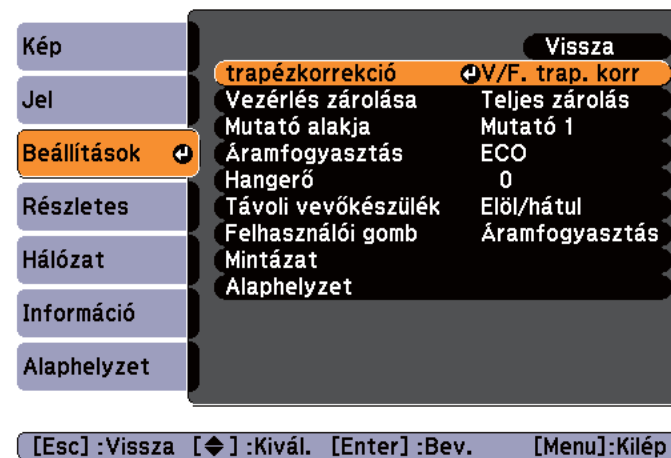 Kép
Jel
Beállítások
Részletes
Hálózat
Információ
Alaphelyzet
Vissza
trapézkorrekció V/F. trap. korr
Vezérlés zárolása Teljes zárolás
Mutató alakja Mutató 1
Áramfogyasztás ECO
Hangerő 0
Távoli vevőkészülék Elöl/hátul
Felhasználói gomb Áramfogyasztás
Mintázat
Alaphelyzet
[Esc] :Vissza [◆] :Kivál. [Enter] :Bev. [Menu]:Kilép